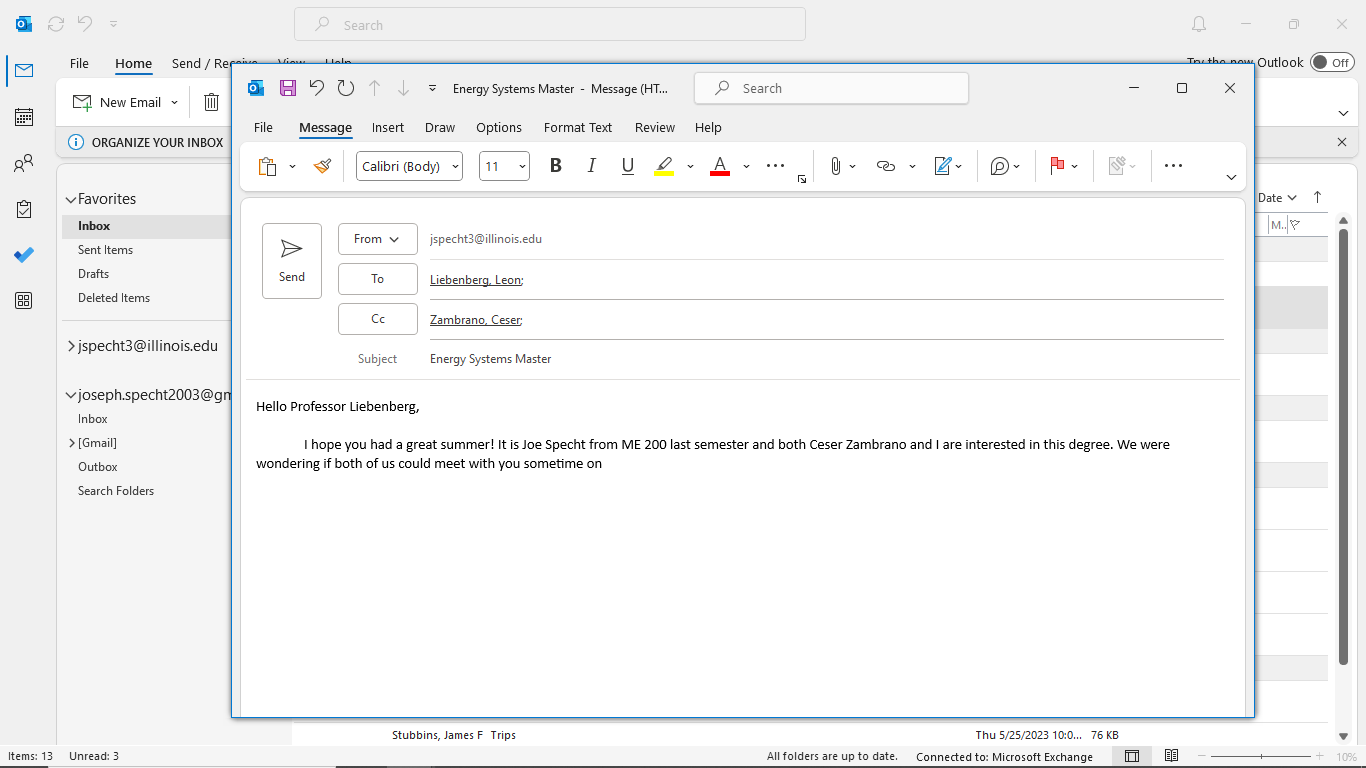 Search
File
Home
Send / Receive
View
Help
Try the new Outlook
Off
New Email
ORGANIZE YOUR INBOX
Favorites
Inbox
Sent Items
Drafts
Deleted Items
jspecht3@illinois.edu
joseph.specht2003@gm
Inbox
[Gmail]
Outbox
Search Folders
Date
M..
Energy Systems Master - Message (HT...
Search
File
Message
Insert
Draw
Options
Format Text
Review
Help
Calibri (Body)
11
B
I
U
A
Send
From
jspecht3@illinois.edu
To
Liebenberg, Leon;
Cc
Zambrano, Ceser;
Subject
Energy Systems Master
Hello Professor Liebenberg,
I hope you had a great summer! It is Joe Specht from ME 200 last semester and both Ceser Zambrano and I are interested in this degree. We were
wondering if both of us could meet with you sometime on
Stubbins, James F Trips Thu 5/25/2023 10:0... 76 KB
Items: 13 Unread: 3
All folders are up to date. Connected to: Microsoft Exchange
10%